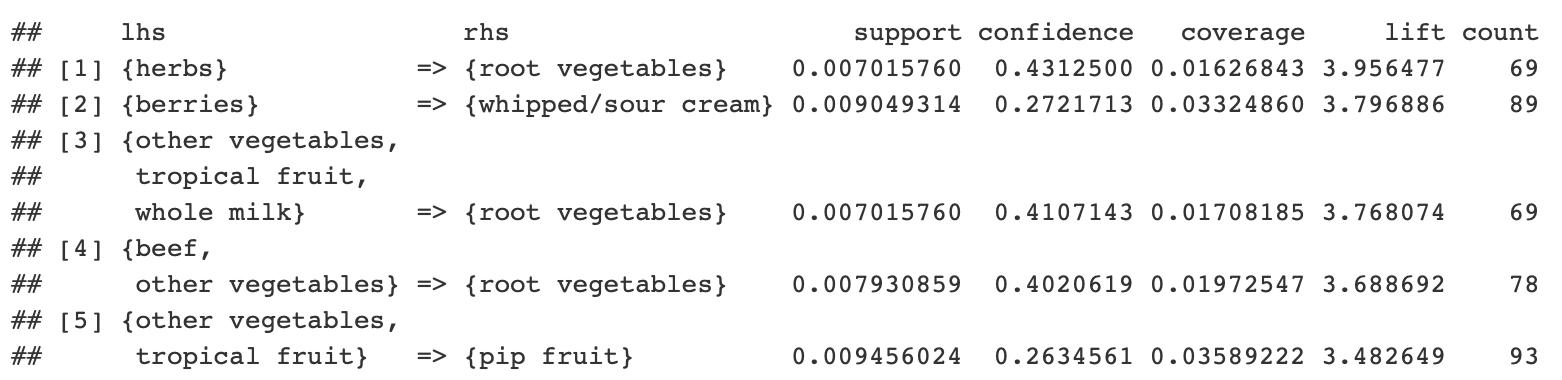 ##     lhs                   rhs                      support confidence   coverage     lift count
## [1] {herbs}            => {root vegetables}    0.007015760  0.4312500 0.01626843 3.956477    69
## [2] {berries}          => {whipped/sour cream} 0.009049314  0.2721713 0.03324860 3.796886    89
## [3] {other vegetables,
##      tropical fruit,
##      whole milk}       => {root vegetables}    0.007015760  0.4107143 0.01708185 3.768074    69
## [4] {beef,
##      other vegetables} => {root vegetables}    0.007930859  0.4020619 0.01972547 3.688692    78
## [5] {other vegetables,
##      tropical fruit}   => {pip fruit}          0.009456024  0.2634561 0.03589222 3.482649    93